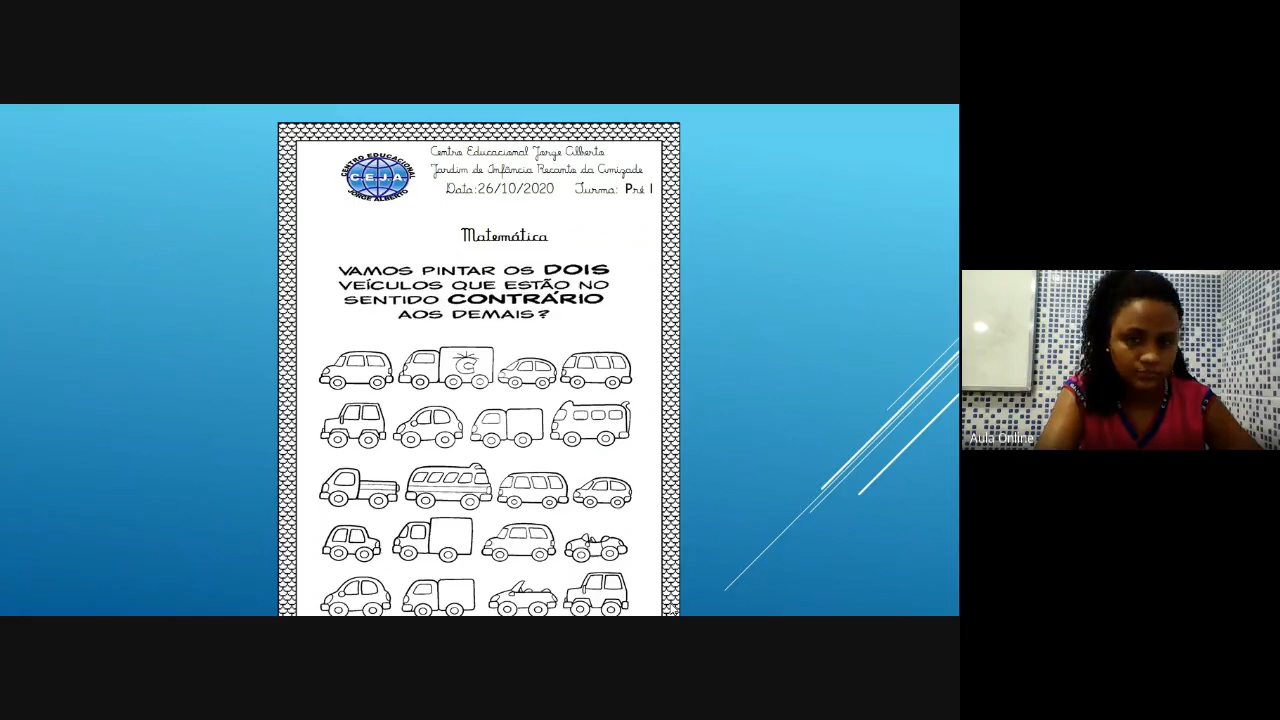 Centro Educacional Jorge Alberto
Jardim de Infância Recanto da Amizade
Data:26/10/2020 Turma: Pré I
CENTRO EDUCACIONAL
C.E.J.A.
JORGE ALBERTO
Matemática
VAMOS PINTAR OS DOIS
VEÍCULOS QUE ESTÃO NO
SENTIDO CONTRÁRIO
AOS DEMAIS?
Aula Online